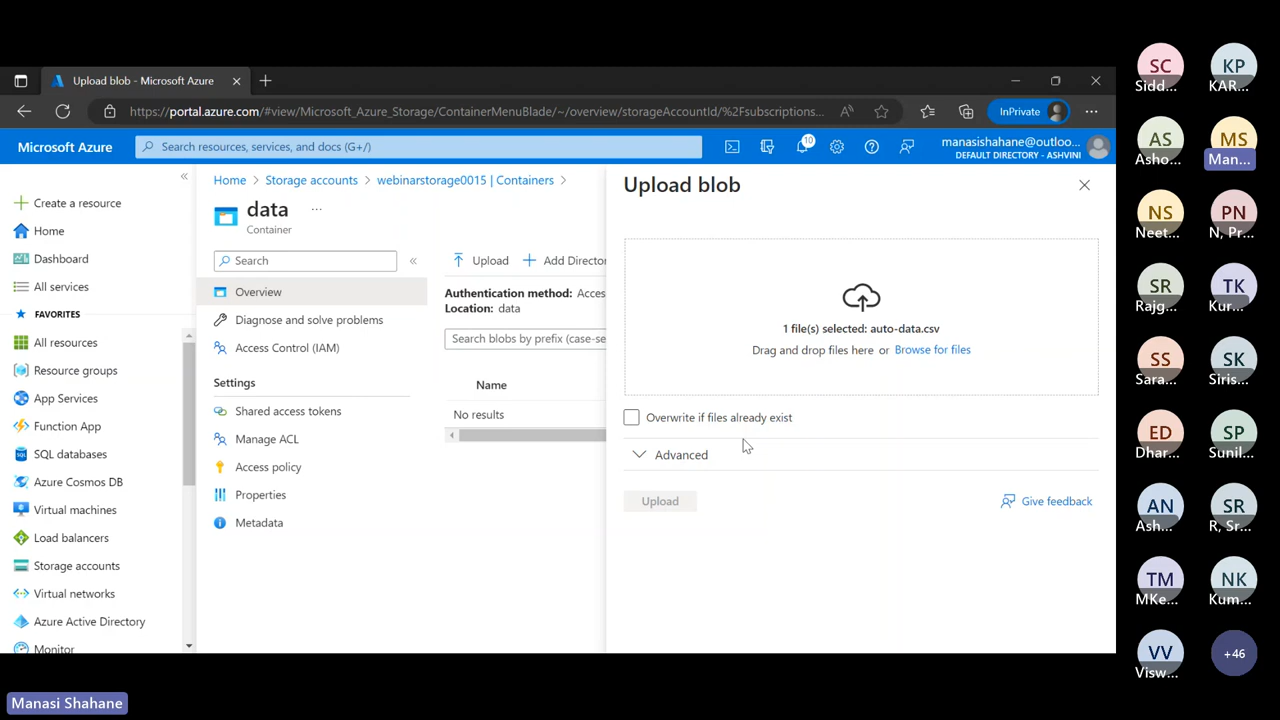 Upload blob - Microsoft Azure
https://portal.azure.com/#view/Microsoft_Azure_Storage/ContainerMenuBlade/~/overview/storageAccountId/%2Fsubscriptions...
InPrivate
Microsoft Azure
Search resources, services, and docs (G+/)
10
manasishahane@outloo...
DEFAULT DIRECTORY - ASHVINI
Create a resource
Home
Dashboard
All services
FAVORITES
All resources
Resource groups
App Services
Function App
SQL databases
Azure Cosmos DB
Virtual machines
Load balancers
Storage accounts
Virtual networks
Azure Active Directory
Monitor
Home > Storage accounts > webinarstorage0015 | Containers >
data ...
Container
Search
Overview
Diagnose and solve problems
Access Control (IAM)
Settings
Shared access tokens
Manage ACL
Access policy
Properties
Metadata
Upload
Add Director
Authentication method: Acces
Location: data
Search blobs by prefix (case-se
Name
No results
Upload blob
1 file(s) selected: auto-data.csv
Drag and drop files here or Browse for files
Overwrite if files already exist
Advanced
Upload
Give feedback
SC
Sidd...
KP
KAR...
AS
Asho...
MS
Man...
NS
Neet...
PN
N, Pr...
SR
Rajg...
TK
Kur...
SS
Sara...
SK
Siris...
ED
Dhar...
SP
Sunil...
AN
Ash...
SR
R, Sr...
TM
MKe...
NK
Kum...
VV
Visw...
+46
Manasi Shahane